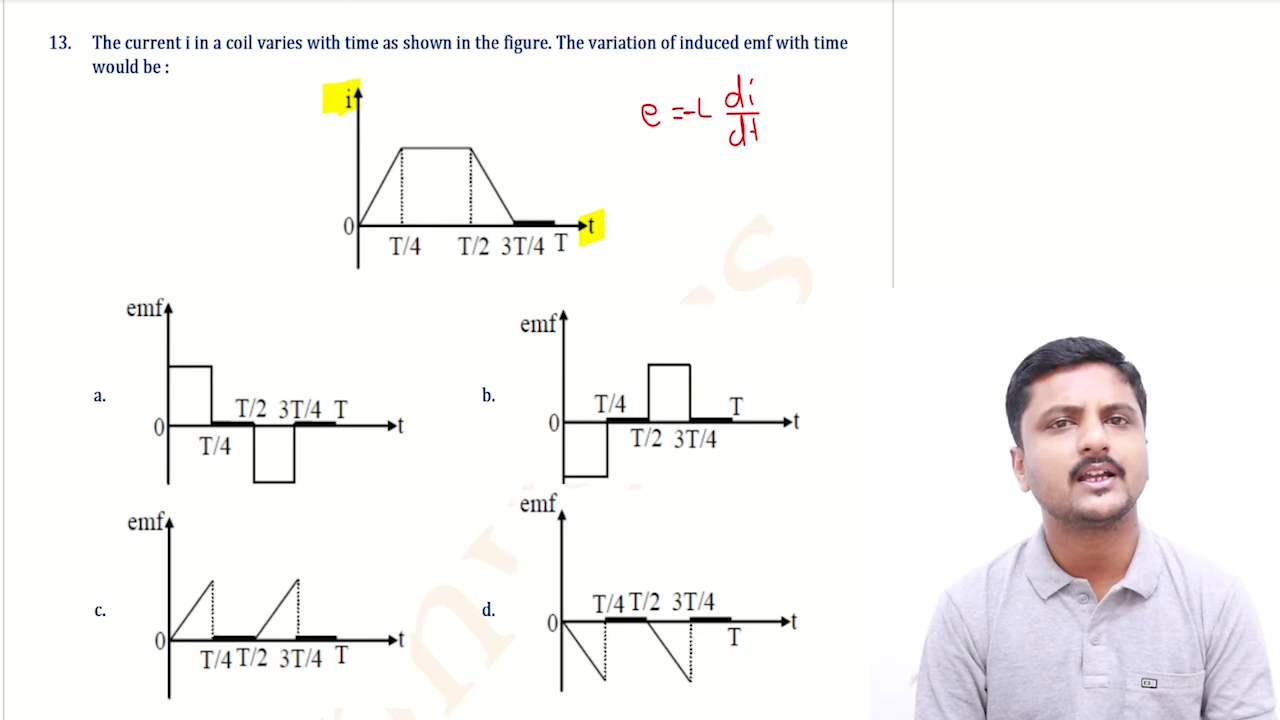 13. The current i in a coil varies with time as shown in the figure. The variation of induced emf with time
would be :
i
e = -L di/dt
0
t
T/4 T/2 3T/4 T
a.
emf
0
T/4
T/2 3T/4 T
t
b.
emf
0
T/4
T/2 3T/4
T
t
c.
emf
0
T/4 T/2 3T/4 T
t
d.
emf
0
T/4 T/2 3T/4
T
t